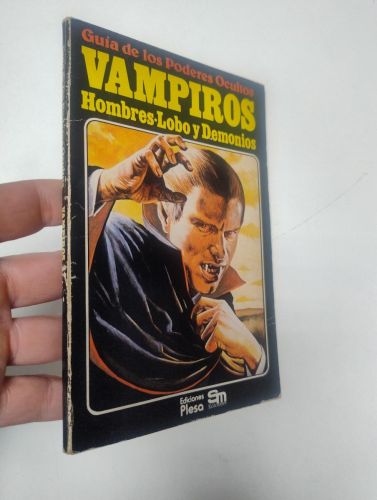 Guía de los Poderes Ocultos
VAMPIROS
Hombres-Lobo y Demonios
Ediciones
Plesa
Sm